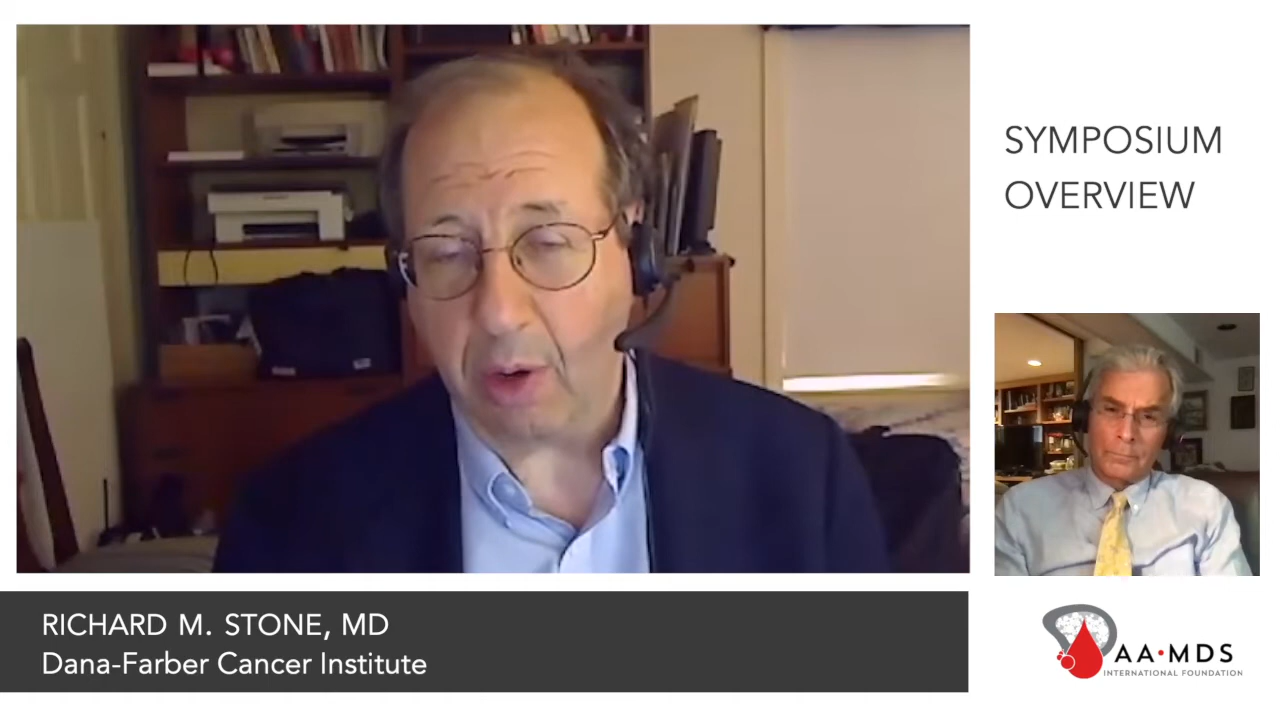 SYMPOSIUM
OVERVIEW
RICHARD M. STONE, MD
Dana-Farber Cancer Institute
AA•MDS
INTERNATIONAL FOUNDATION